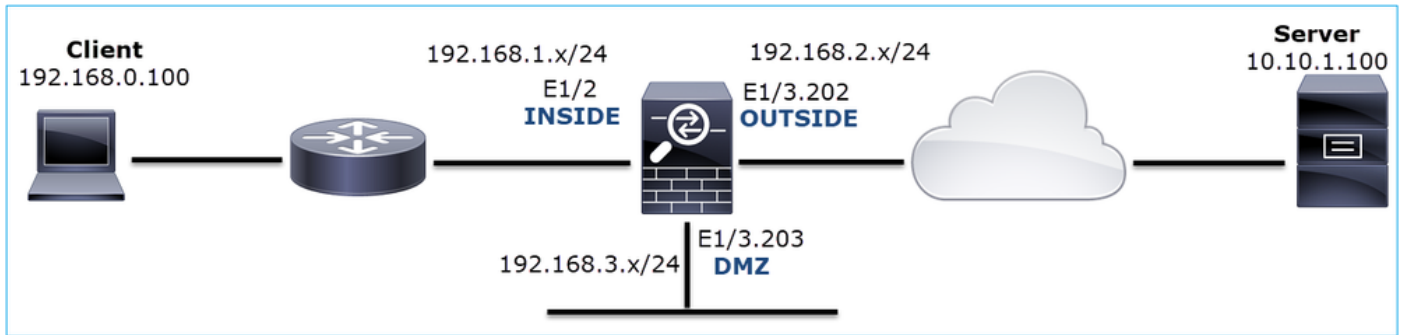 Client
192.168.0.100
192.168.1.x/24
E1/2
INSIDE
192.168.2.x/24
E1/3.202
OUTSIDE
Server
10.10.1.100
192.168.3.x/24
E1/3.203
DMZ